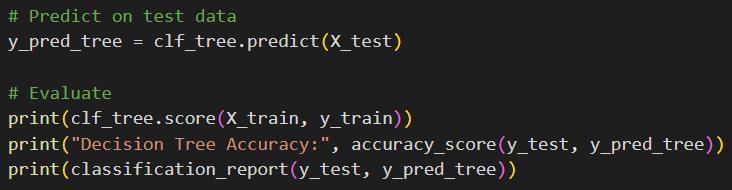 # Predict on test data
y_pred_tree = clf_tree.predict(X_test)
# Evaluate
print(clf_tree.score(X_train, y_train))
print("Decision Tree Accuracy:", accuracy_score(y_test, y_pred_tree))
print(classification_report(y_test, y_pred_tree))